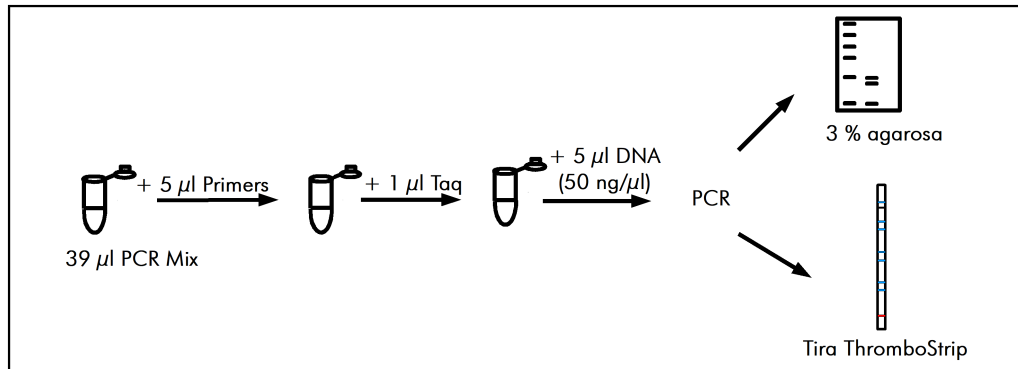 39 µl PCR Mix
+ 5 µl Primers
+ 1 µl Taq
+ 5 µl DNA
(50 ng/µl)
PCR
3 % agarosa
Tira ThromboStrip